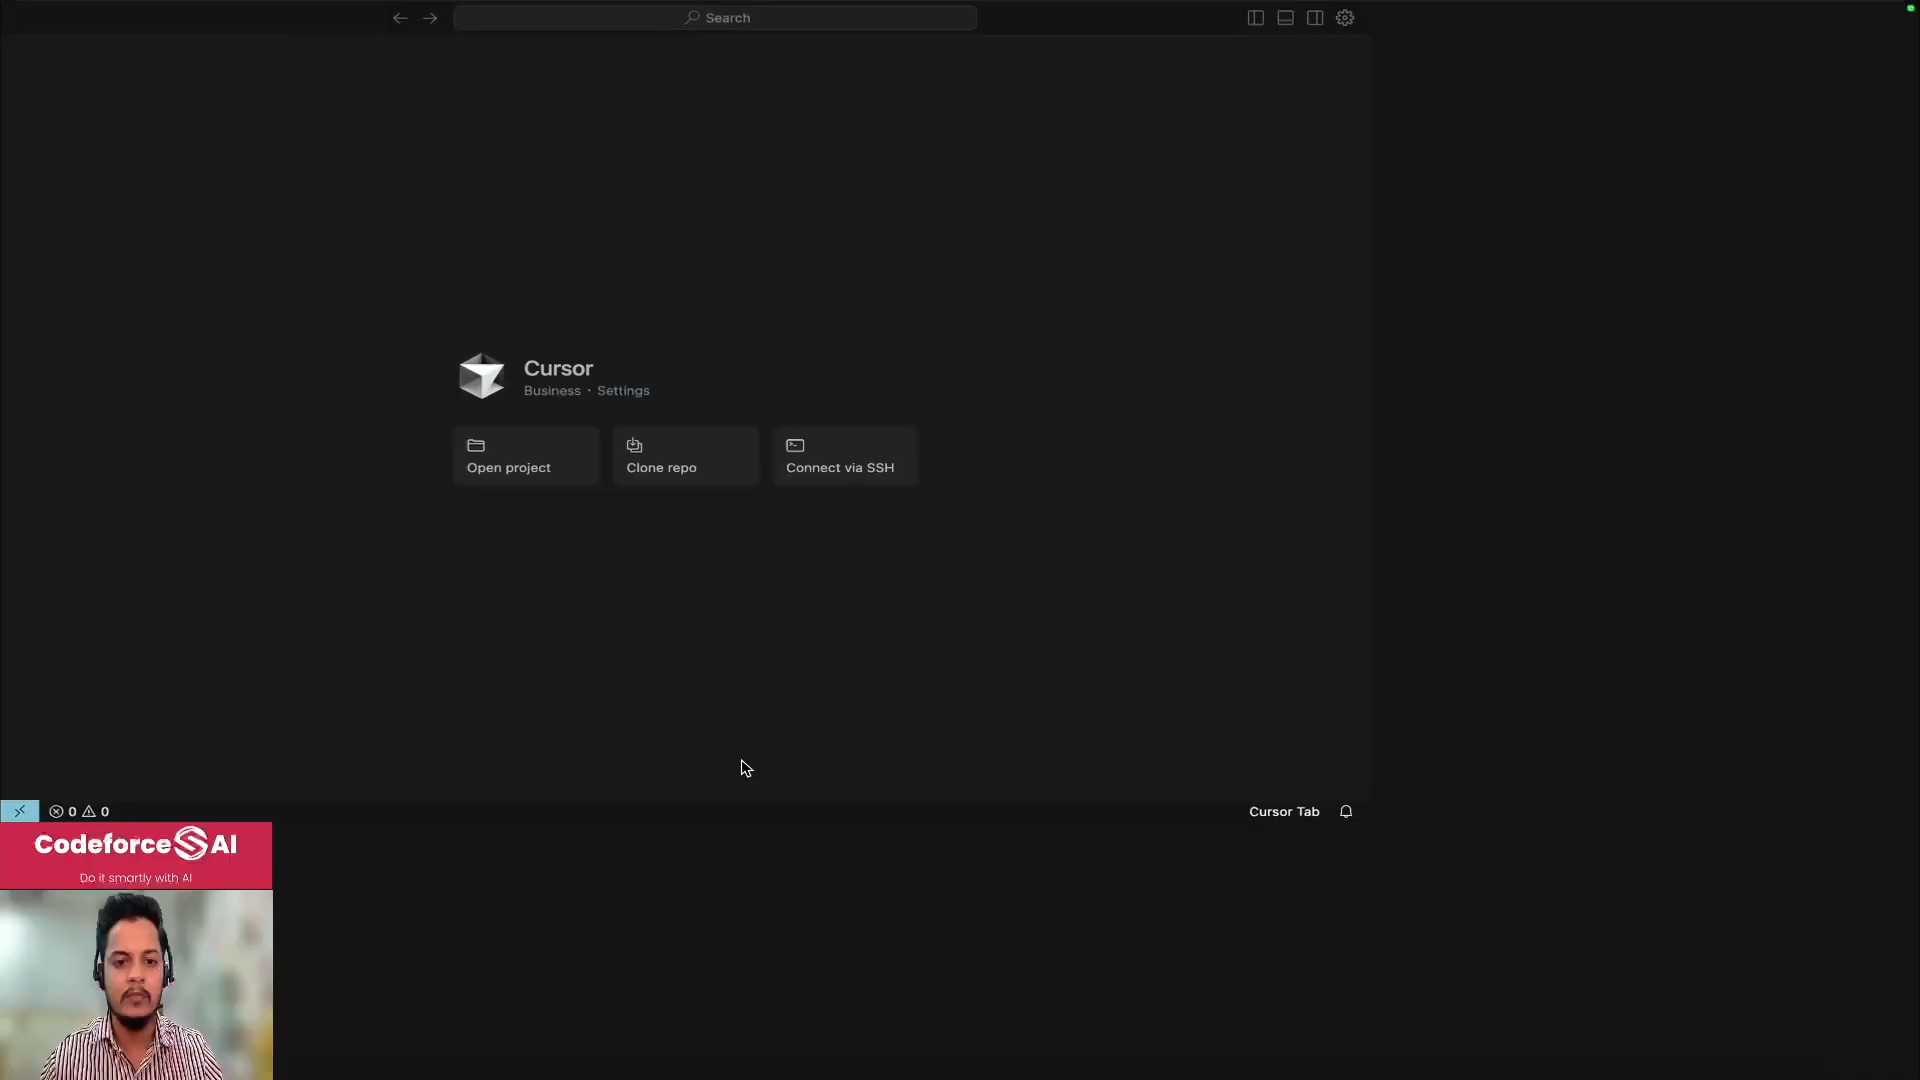 Search
Cursor
Business · Settings
Open project
Clone repo
Connect via SSH
0 0
Cursor Tab
Codeforce AI
Do it smartly with AI